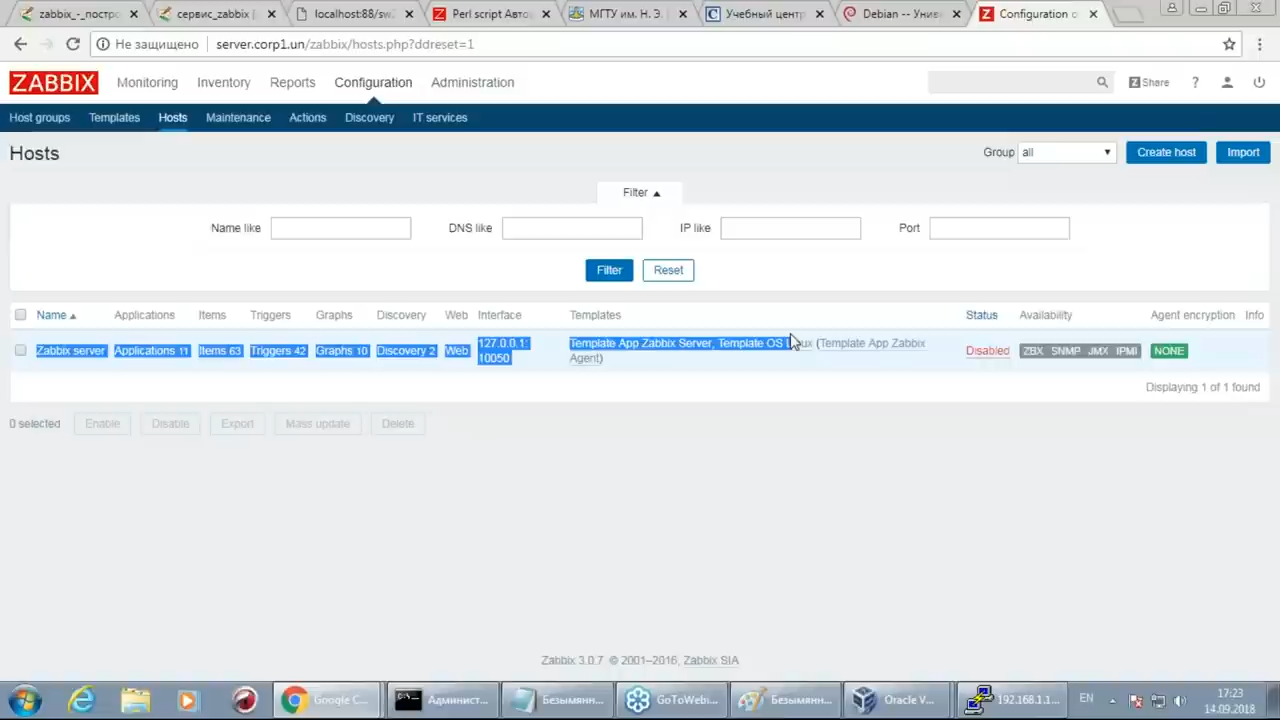 zabbix_-_постро
сервис_zabbix [
localhost:88/sw2
Perl script Автор
МГТУ им. Н. Э.
Учебный центр
Debian -- Униве
Configuration o
Не защищено
server.corp1.un/zabbix/hosts.php?ddreset=1
ZABBIX
Monitoring
Inventory
Reports
Configuration
Administration
Z Share
?
Host groups
Templates
Hosts
Maintenance
Actions
Discovery
IT services
Hosts
Group
all
Create host
Import
Filter
Name like
DNS like
IP like
Port
Filter
Reset
Name
Applications
Items
Triggers
Graphs
Discovery
Web
Interface
Templates
Status
Availability
Agent encryption
Info
Zabbix server
Applications 11
Items 63
Triggers 42
Graphs 10
Discovery 2
Web
127.0.0.1:
10050
Template App Zabbix Server, Template OS Linux (Template App Zabbix
Agent)
Disabled
ZBX SNMP JMX IPMI
NONE
Displaying 1 of 1 found
0 selected
Enable
Disable
Export
Mass update
Delete
Zabbix 3.0.7 © 2001–2016, Zabbix SIA
Google C...
Админист...
Безымянн...
GoToWebi...
Безымянн...
Oracle V...
192.168.1.1...
EN
17:23
14.09.2018